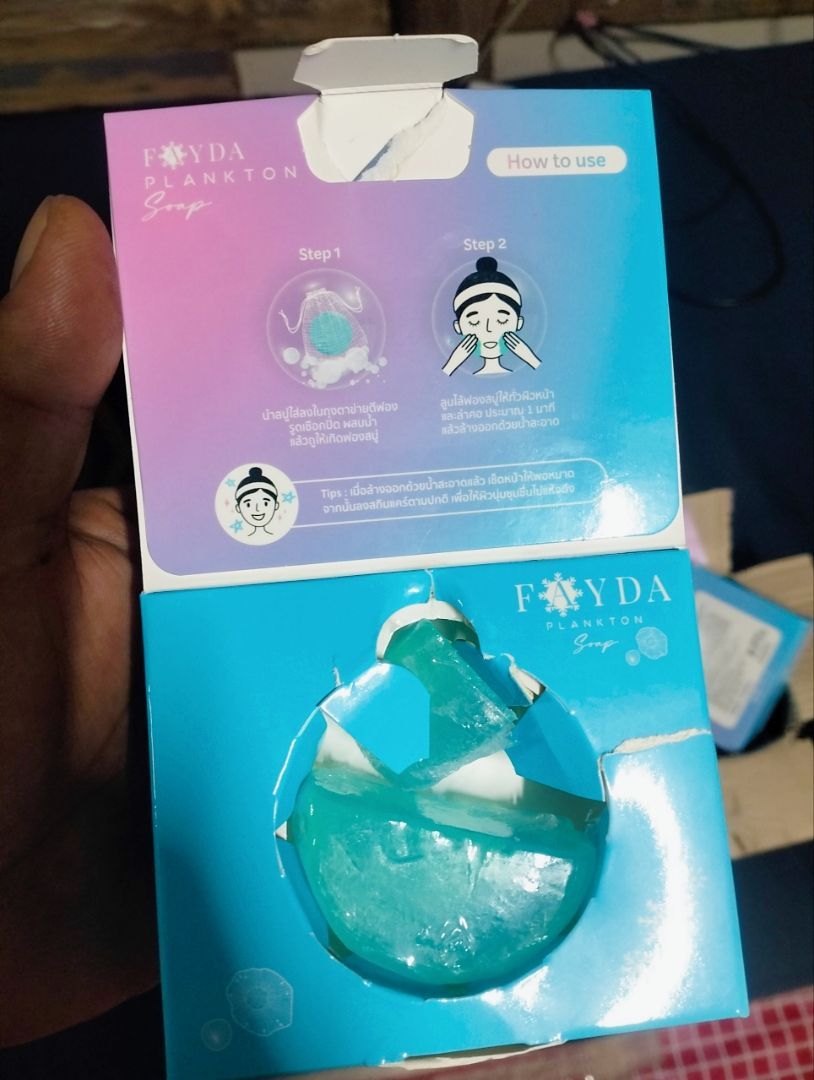 FAYDA
PLANKTON
Soap
How to use
Step 1
Step 2
นำสบู่ใส่ลงในถุงตาข่ายตีฟอง
รูดเชือกปิด ผสมน้ำ
แล้วถูให้เกิดฟองสบู่
ลูบไล้ฟองสบู่ให้ทั่วผิวหน้า
และลำคอ ประมาณ 1 นาที
แล้วล้างออกด้วยน้ำสะอาด
Tips : เมื่อล้างออกด้วยน้ำสะอาดแล้ว เช็ดหน้าให้พอหมาด
จากนั้นลงสกินแคร์ตามปกติ เพื่อให้ผิวนุ่มชุ่มชื่นไม่แห้งตึง
FAYDA
PLANKTON
Soap